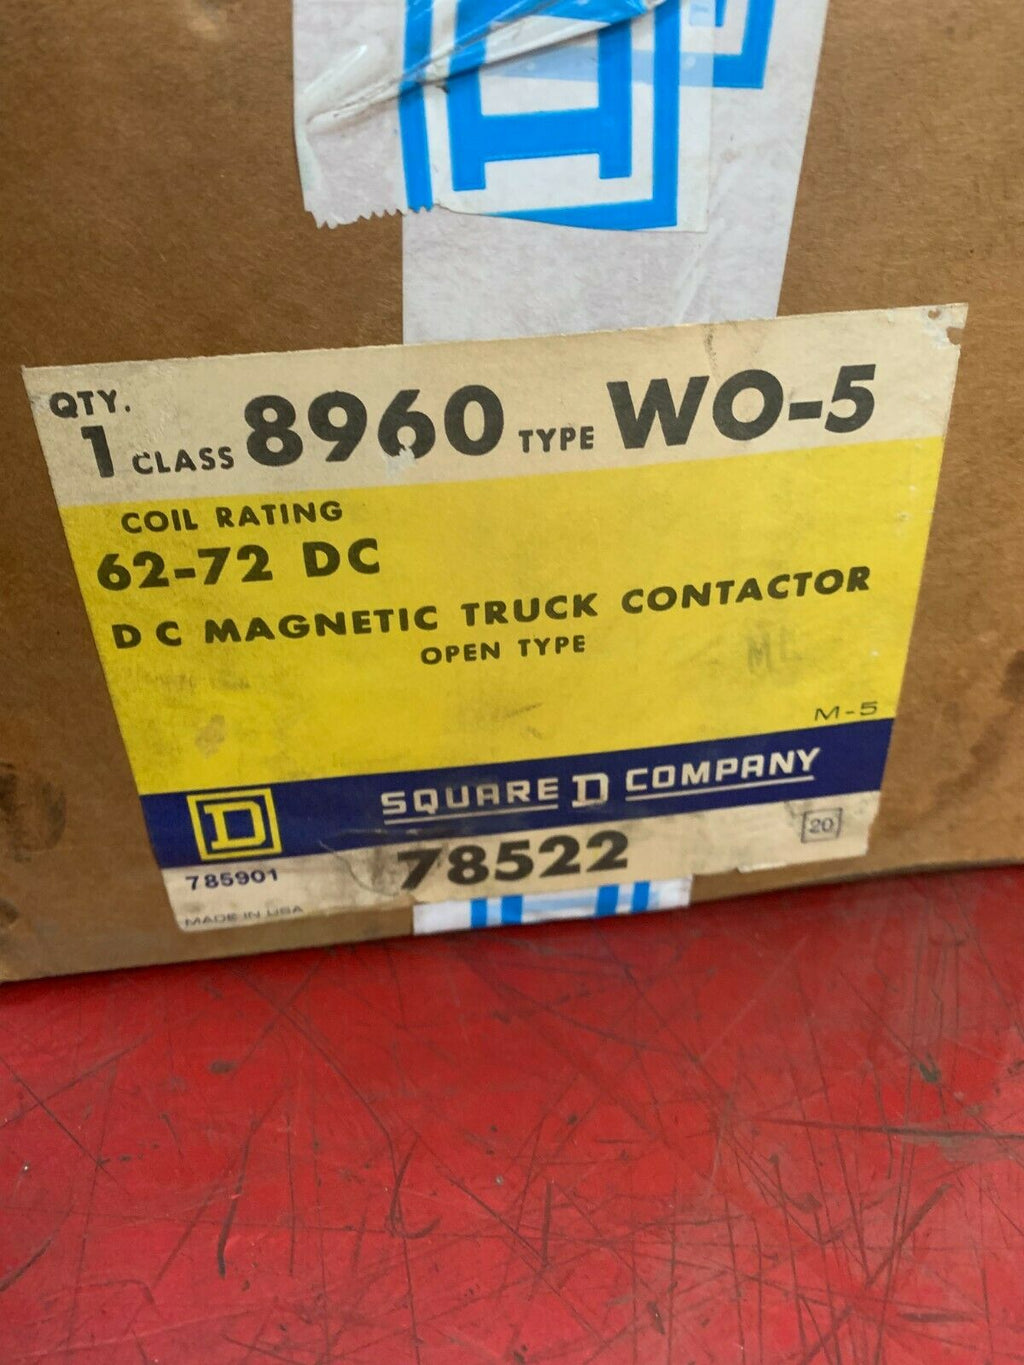 QTY.
1 CLASS 8960 TYPE WO-5
COIL RATING
62-72 DC
DC MAGNETIC TRUCK CONTACTOR
OPEN TYPE
M-5
D SQUARE D COMPANY
20
785901 78522
MADE IN USA